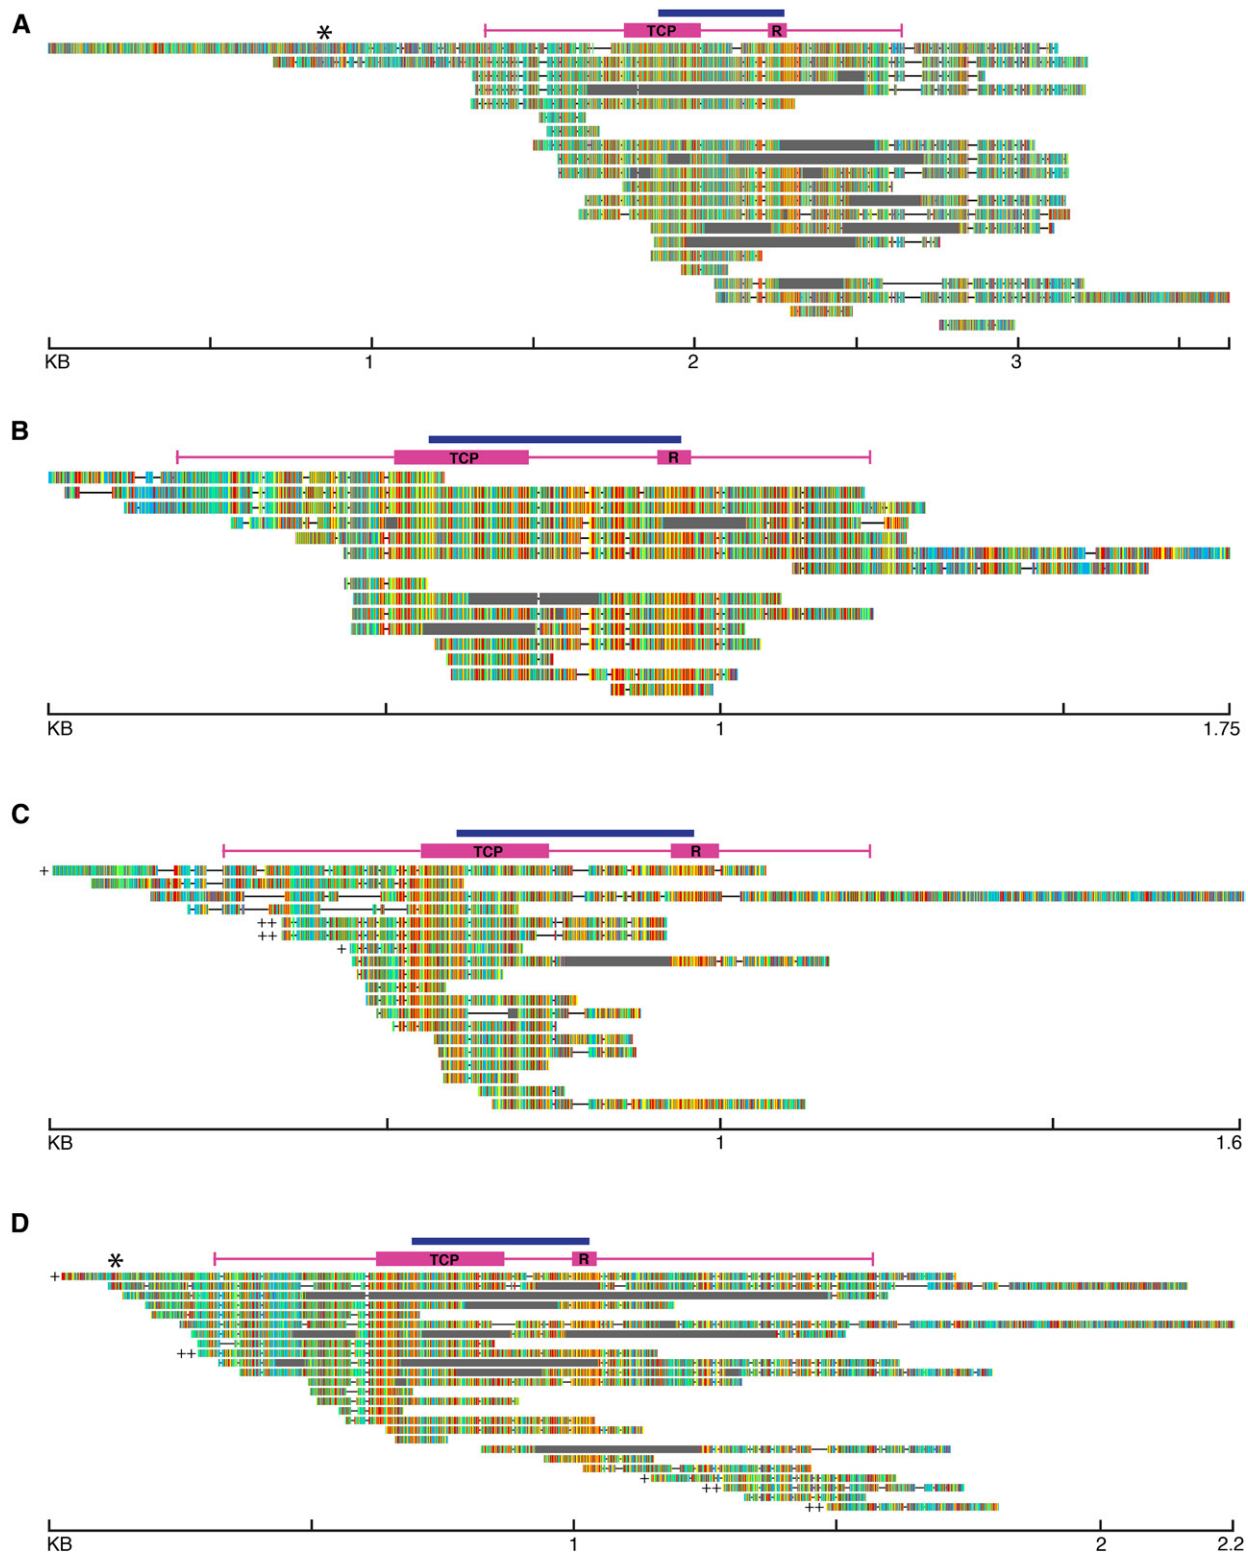 A
*
TCP R
KB 1 2 3
B
TCP R
KB 1 1.75
C
TCP R
+
++
++
+
KB 1 1.6
D
*
TCP R
+
++
+
++
++
KB 1 2 2.2